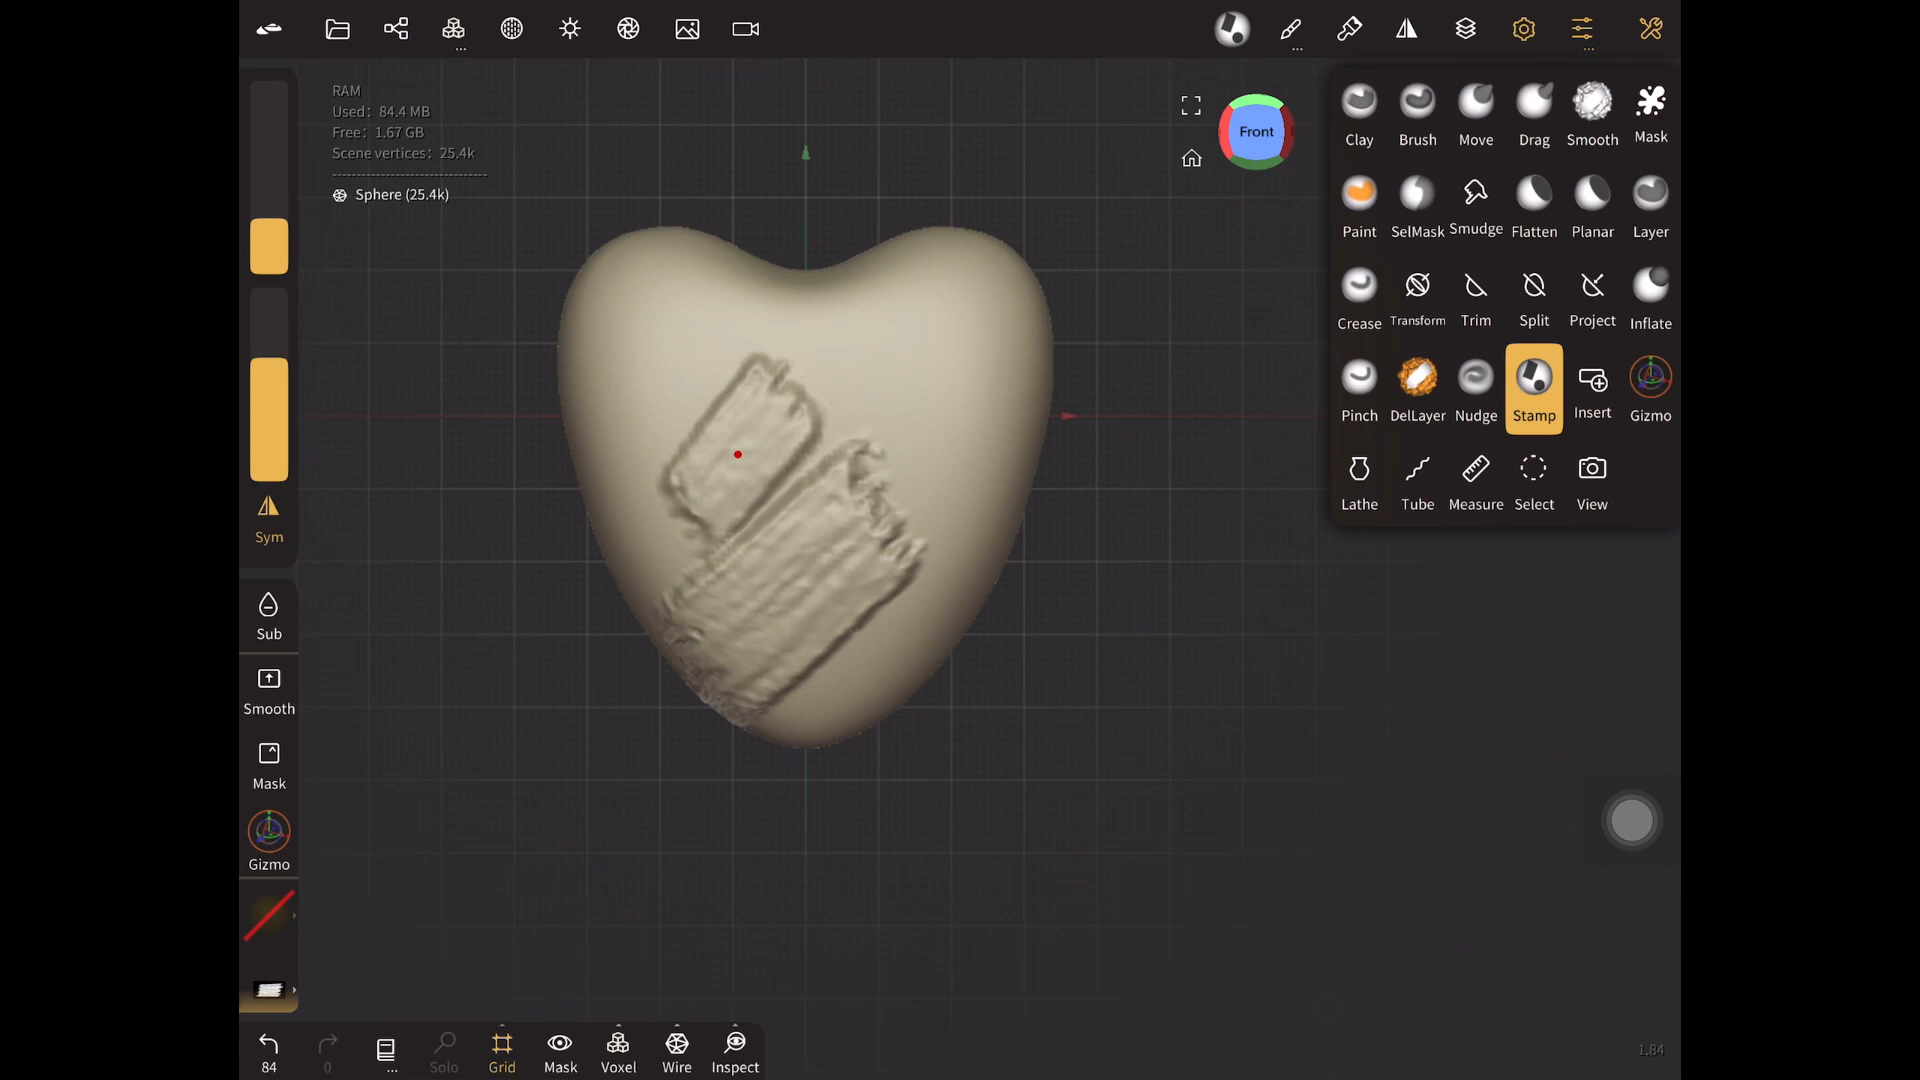 RAM
Used: 84.4 MB
Free: 1.67 GB
Scene vertices: 25.4k
--------------------------------
Sphere (25.4k)
Front
Clay Brush Move Drag Smooth Mask
Paint SelMask Smudge Flatten Planar Layer
Crease Transform Trim Split Project Inflate
Pinch DelLayer Nudge Stamp Insert Gizmo
Lathe Tube Measure Select View
Sym
Sub
Smooth
Mask
Gizmo
84 0 ... Solo Grid Mask Voxel Wire Inspect
1.84